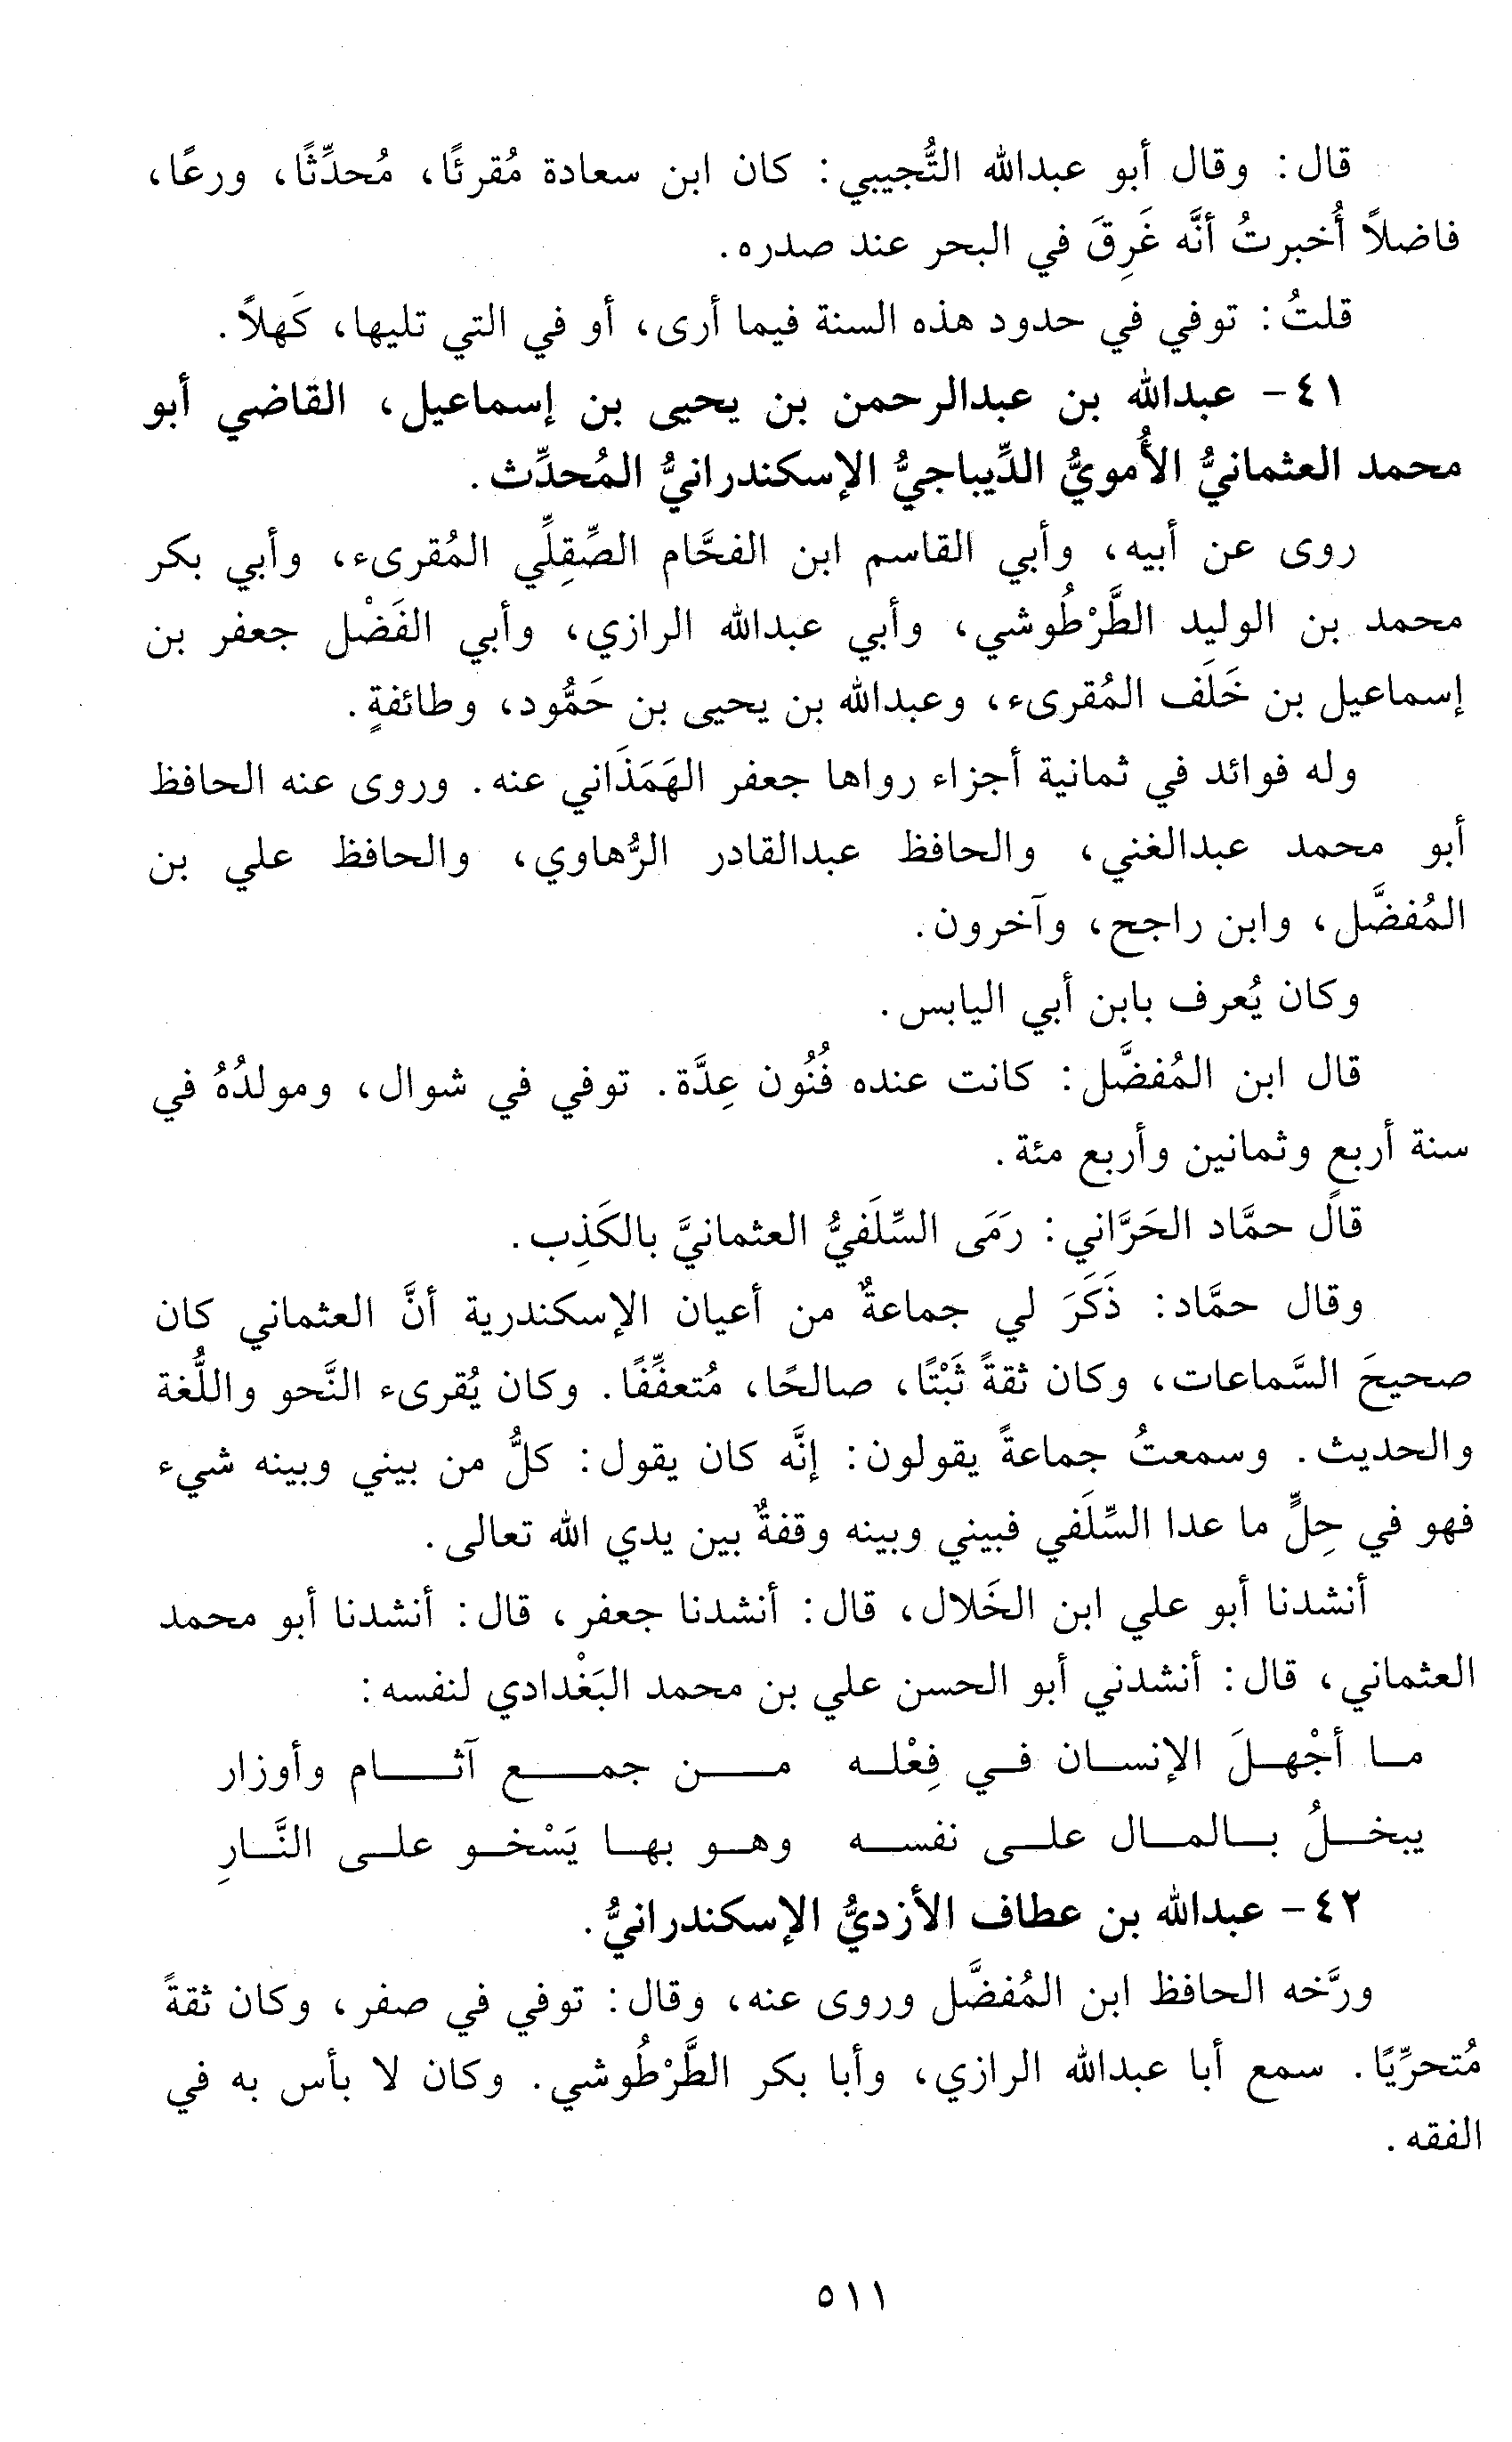 قال: وقال أبو عبدالله التُّجيبي: كان ابن سعادة مُقرئًا، مُحدِّثًا، ورعًا،
فاضلاً أُخبرتُ أنَّه غَرِقَ في البحر عند صدره.
قلتُ: توفي في حدود هذه السنة فيما أرى، أو في التي تليها، كَهلاً.
٤١- عبدالله بن عبدالرحمن بن يحيى بن إسماعيل، القاضي أبو
محمد العثمانيُّ الأُمويُّ الدِّيباجيُّ الإسكندرانيُّ المُحدِّث.
روى عن أبيه، وأبي القاسم ابن الفحَّام الصِّقِلِّي المُقرىء، وأبي بكر
محمد بن الوليد الطَّرْطُوشي، وأبي عبدالله الرازي، وأبي الفَضْل جعفر بن
إسماعيل بن خَلَف المُقرىء، وعبدالله بن يحيى بن حَمُّود، وطائفةٍ.
وله فوائد في ثمانية أجزاء رواها جعفر الهَمَذَاني عنه. وروى عنه الحافظ
أبو محمد عبدالغني، والحافظ عبدالقادر الرُّهاوي، والحافظ علي بن
المُفضَّل، وابن راجح، وآخرون.
وكان يُعرف بابن أبي اليابس.
قال ابن المُفضَّل: كانت عنده فُنُون عِدَّة. توفي في شوال، ومولدُهُ في
سنة أربع وثمانين وأربع مئة.
قال حمَّاد الحَرَّاني: رَمَى السِّلَفيُّ العثمانيَّ بالكَذِب.
وقال حمَّاد: ذَكَرَ لي جماعةٌ من أعيان الإسكندرية أنَّ العثماني كان
صحيحَ السَّماعات، وكان ثقةً ثَبْتًا، صالحًا، مُتعفِّفًا. وكان يُقرىء النَّحو واللُّغة
والحديث. وسمعتُ جماعةً يقولون: إنَّه كان يقول: كلُّ من بيني وبينه شيء
فهو في حِلٍّ ما عدا السِّلَفي فبيني وبينه وقفةٌ بين يدي الله تعالى.
أنشدنا أبو علي ابن الخَلال، قال: أنشدنا جعفر، قال: أنشدنا أبو محمد
العثماني، قال: أنشدني أبو الحسن علي بن محمد البَغْدادي لنفسه:
ما أجْهلَ الإنسان في فِعْله من جمع آثام وأوزار
يبخلُ بالمال على نفسه وهو بها يَسْخو على النَّارِ
٤٢- عبدالله بن عطاف الأزديُّ الإسكندرانيُّ.
ورَّخه الحافظ ابن المُفضَّل وروى عنه، وقال: توفي في صفر، وكان ثقةً
مُتحرِّيًا. سمع أبا عبدالله الرازي، وأبا بكر الطَّرْطُوشي. وكان لا بأس به في
الفقه.
٥١١